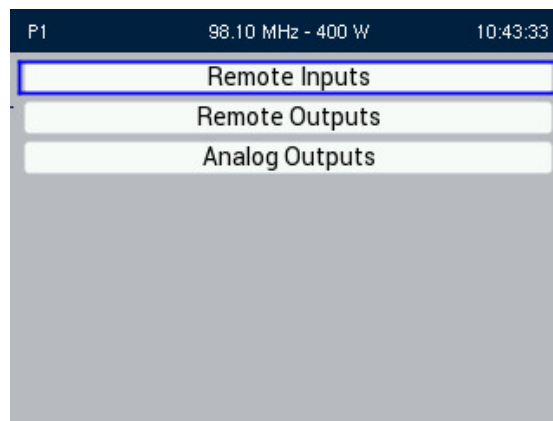 P1 98.10 MHz - 400 W 10:43:33
Remote Inputs
Remote Outputs
Analog Outputs